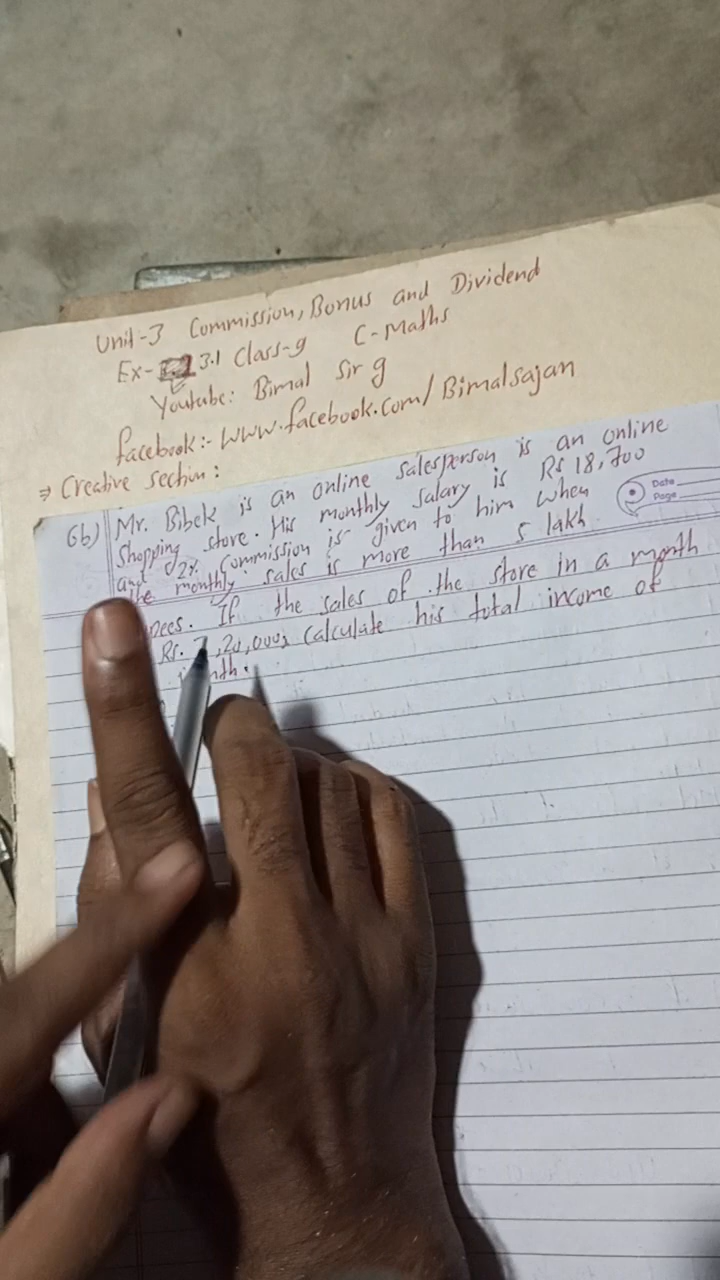 Unit-3 Commission, Bonus and Dividend
Ex- 3.1 Class-9 C-Maths
Youtube: Bimal Sir g
facebook:- www.facebook.com/Bimalsajan
⇒ Creative section:
6b) Mr. Bibek is an online salesperson is an online
shopping store. His monthly salary is Rs 18,700
and 2% commission is given to him when
the monthly sales is more than 5 lakh
If the sales of the store in a month
Rs. ,20,000, calculate his total income of
Date
Page